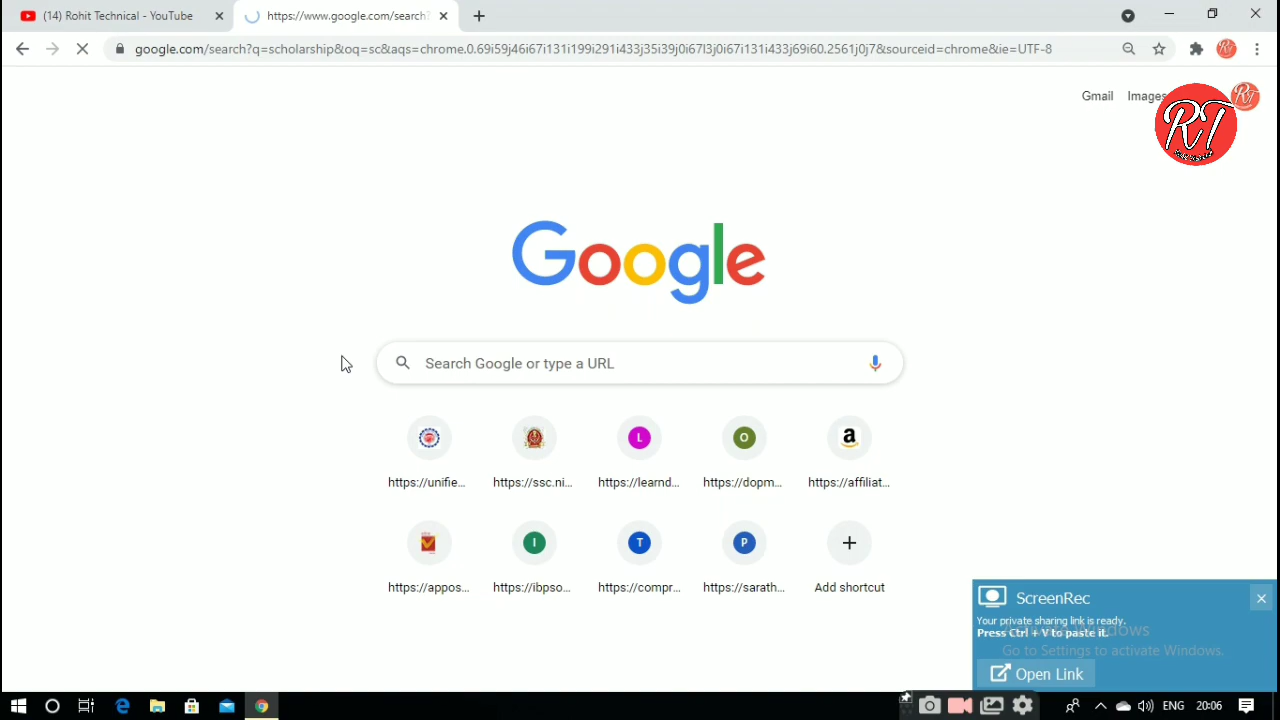 (14) Rohit Technical - YouTube
https://www.google.com/search?
google.com/search?q=scholarship&oq=sc&aqs=chrome.0.69i59j46i67i131i199i291i433j35i39j0i67l3j0i67i131i433j69i60.2561j0j7&sourceid=chrome&ie=UTF-8
Gmail Images
RT
RT
Google
Search Google or type a URL
L O a
https://unifie... https://ssc.ni... https://learnd... https://dopm... https://affiliat...
I T P
https://appos... https://ibpso... https://compr... https://sarath... Add shortcut
ScreenRec
Your private sharing link is ready.
Press Ctrl + V to paste it.
Activate Windows
Go to Settings to activate Windows.
Open Link
ENG 20:06